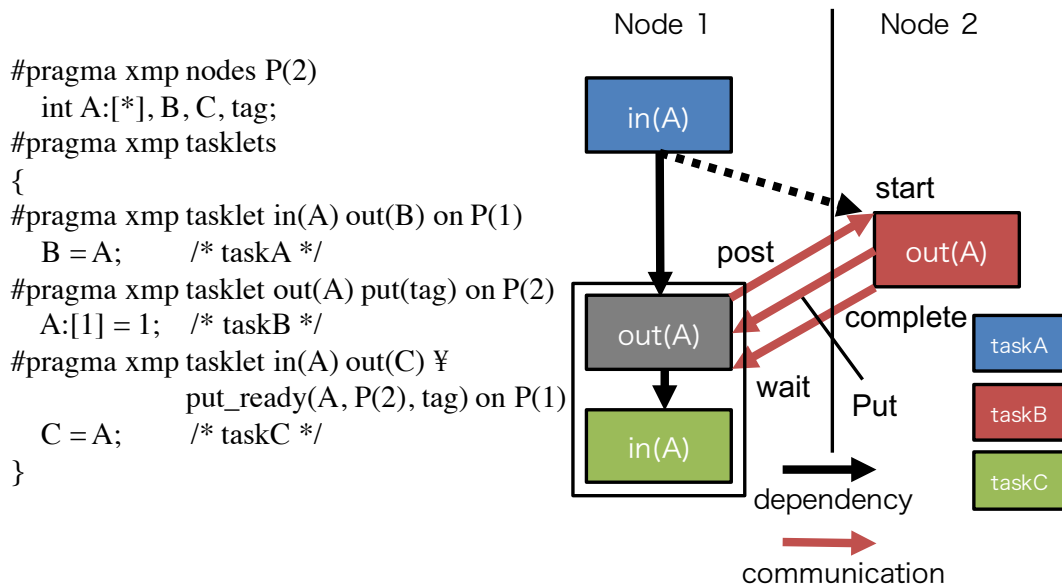 #pragma xmp nodes P(2)
int A:[*], B, C, tag;
#pragma xmp tasklets
{
#pragma xmp tasklet in(A) out(B) on P(1)
B = A; /* taskA */
#pragma xmp tasklet out(A) put(tag) on P(2)
A:[1] = 1; /* taskB */
#pragma xmp tasklet in(A) out(C) ¥
put_ready(A, P(2), tag) on P(1)
C = A; /* taskC */
}
Node 1
Node 2
in(A)
start
post
out(A)
out(A)
complete
wait
Put
in(A)
taskA
taskB
taskC
dependency
communication